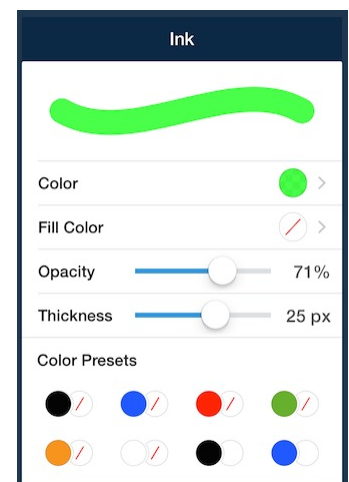 Ink
Color
Fill Color
Opacity 71%
Thickness 25 px
Color Presets